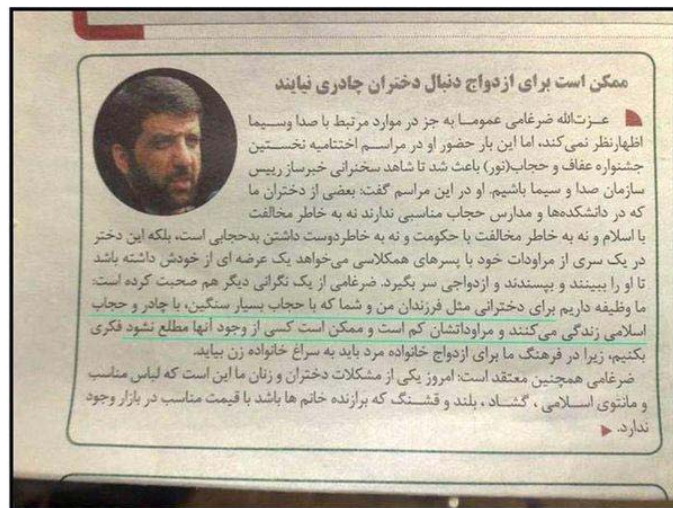 ممکن است برای ازدواج دنبال دختران چادری نیایند
عـزت‌الله ضرغامی عموما به جز در موارد مرتبط با صدا وسیما
اظهارنظر نمی‌کند، اما این بار حضور او در مراسم اختتامیه نخستین
جشنواره عفاف و حجاب(نور) باعث شد تا شاهد سخنرانی خبرساز رییس
سازمان صدا و سیما باشیم. او در این مراسم گفت: بعضی از دختران ما
که در دانشکده‌ها و مدارس حجاب مناسبی ندارند نه به خاطر مخالفت
با اسلام و نه به خاطر مخالفت با حکومت و نه به خاطردوست داشتن بدحجابی است، بلکه این دختر
در یک سری از مراودات خود با پسرهای همکلاسی می‌خواهد یک عرضه ای از خودش داشته باشد
تا او را ببینند و بپسندند و ازدواجی سر بگیرد. ضرغامی از یک نگرانی دیگر هم صحبت کرده است:
ما وظیفه داریم برای دخترانی مثل فرزندان من و شما که با حجاب بسیار سنگین، با چادر و حجاب
اسلامی زندگی می‌کنند و مراوداتشان کم است و ممکن است کسی از وجود آنها مطلع نشود فکری
بکنیم، زیرا در فرهنگ ما برای ازدواج خانواده مرد باید به سراغ خانواده زن بیاید.
ضرغامی همچنین معتقد است: امروز یکی از مشکلات دختران و زنان ما این است که لباس مناسب
و مانتوی اسـلامی ، گشـاد ، بلند و قشـنگ که برازنده خانم ها باشد با قیمت مناسب در بازار وجود
ندارد.